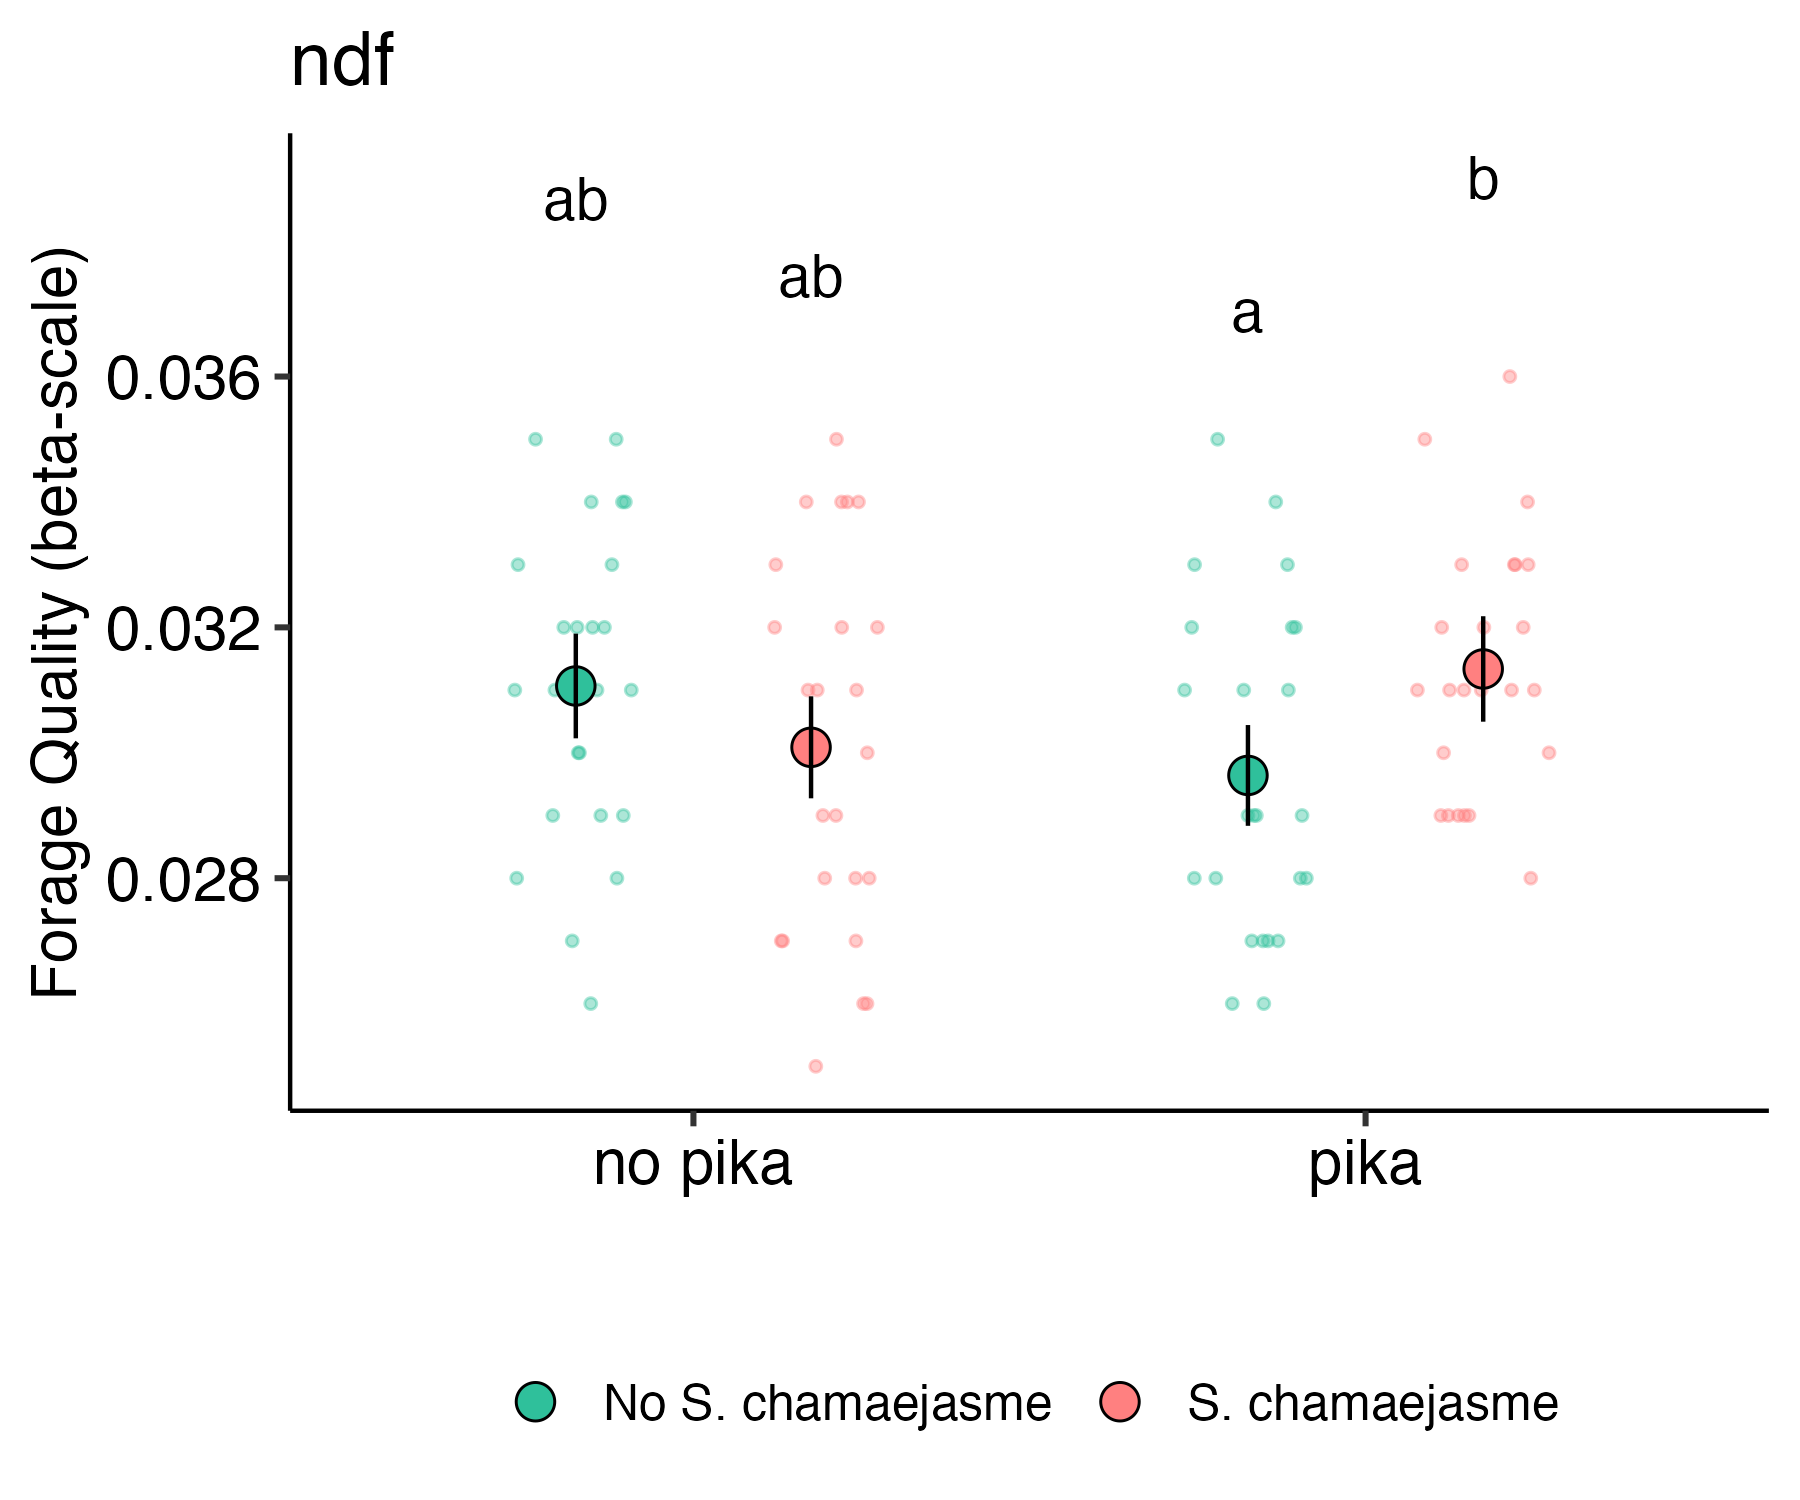 ndf
ab
ab
a
b
Forage Quality (beta-scale)
0.036
0.032
0.028
no pika
pika
No S. chamaejasme
S. chamaejasme